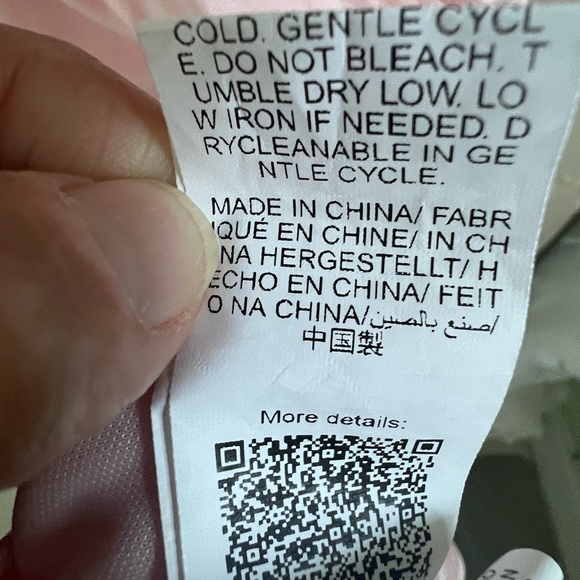 COLD. GENTLE CYCL
E. DO NOT BLEACH. T
UMBLE DRY LOW. LO
W IRON IF NEEDED. D
RYCLEANABLE IN GE
NTLE CYCLE.
MADE IN CHINA/ FABR
IQUÉ EN CHINE/ IN CH
INA HERGESTELLT/ H
ECHO EN CHINA/ FEIT
O NA CHINA/صنع بالصين/
中国製
More details: